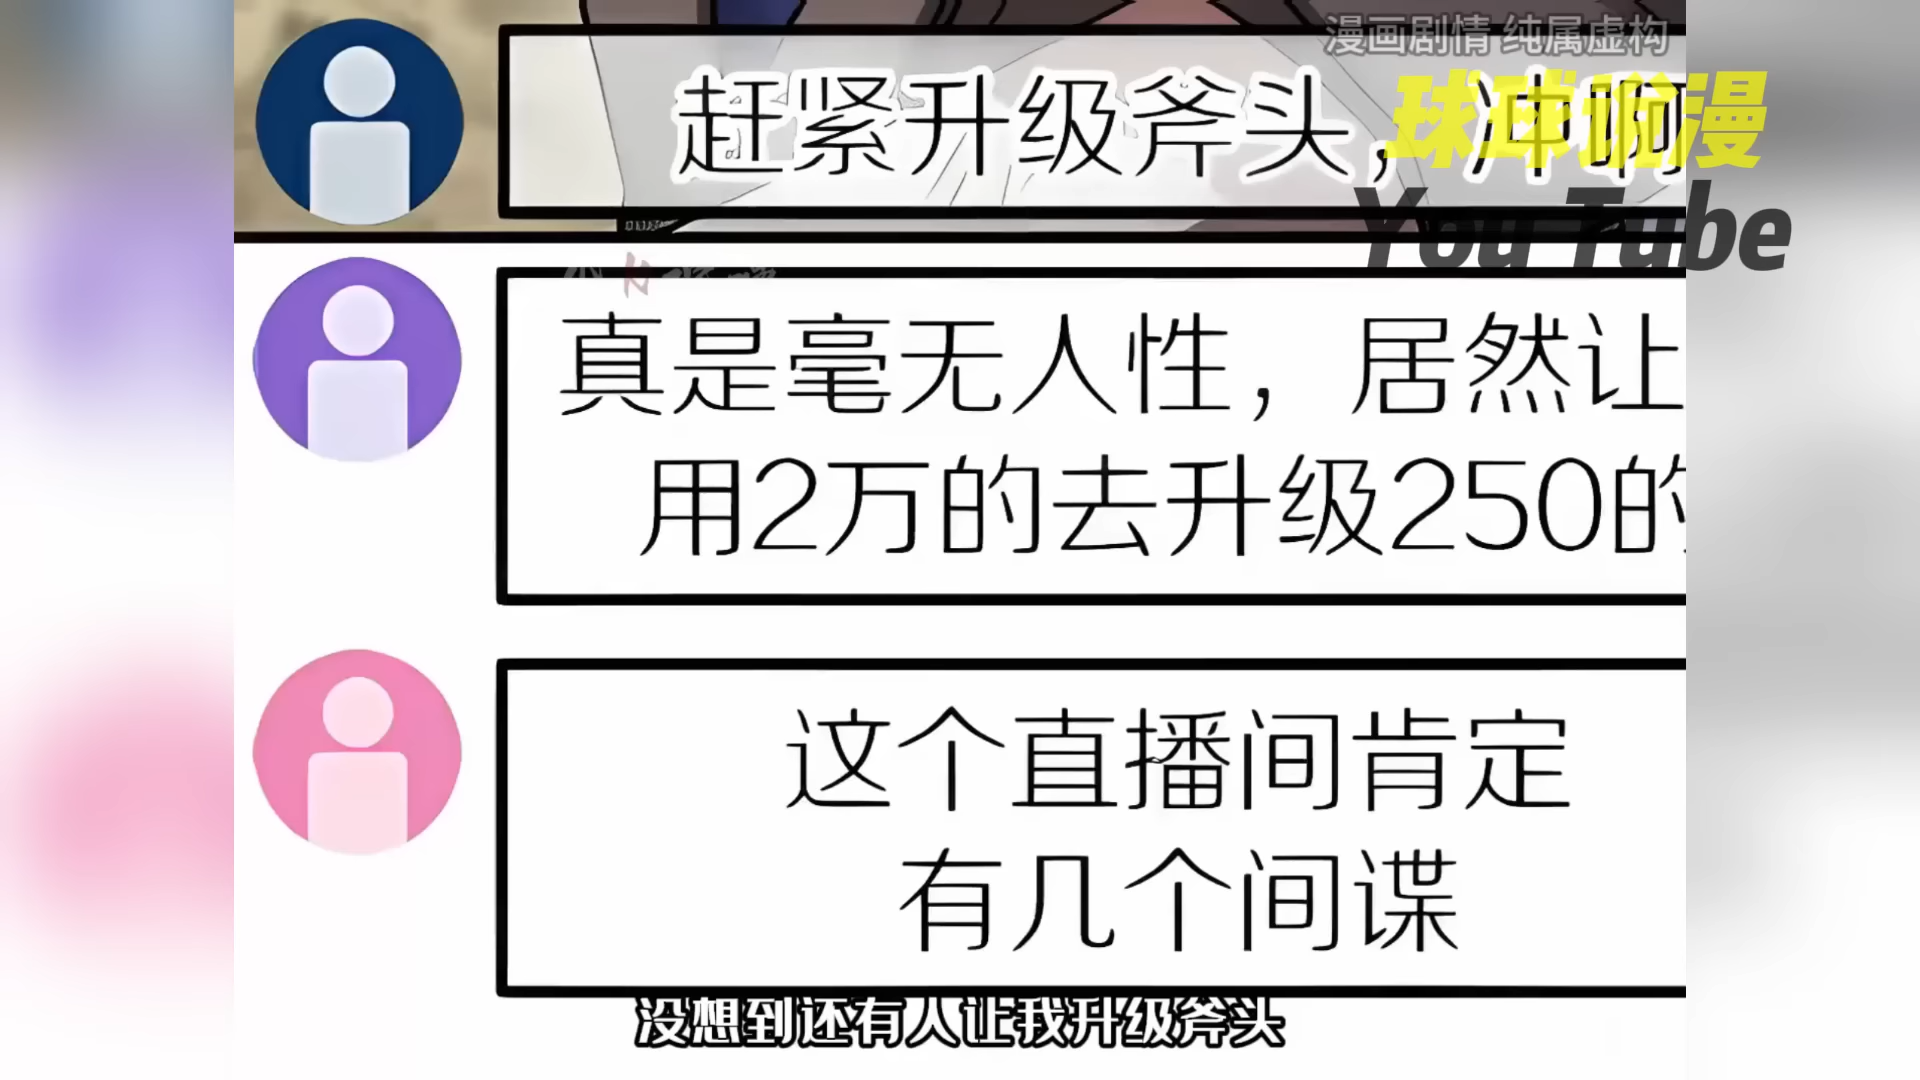 漫画剧情 纯属虚构
赶紧升级斧头，冲啊
球球说漫
YouTube
真是毫无人性，居然让
用2万的去升级250的
这个直播间肯定
有几个间谍
没想到还有人让我升级斧头